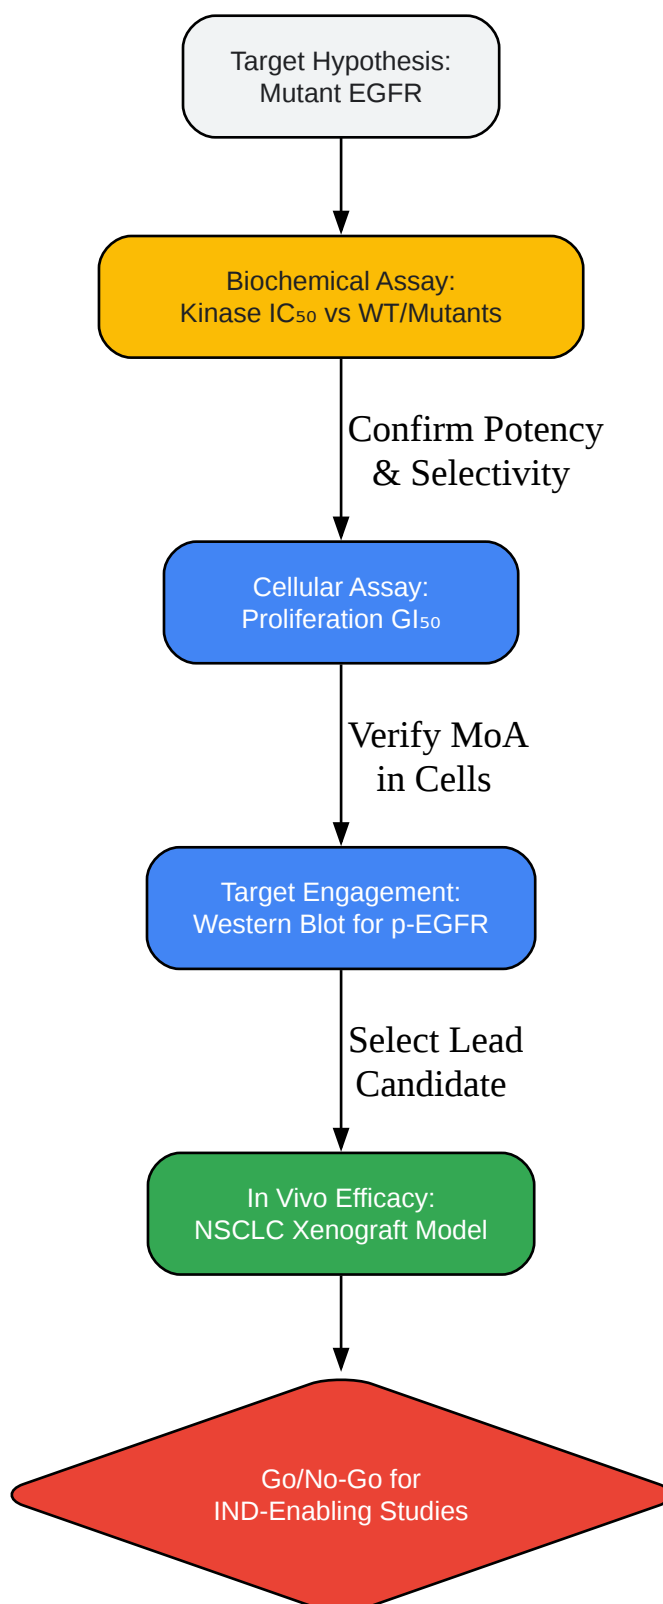 Target Hypothesis:
Mutant EGFR
Biochemical Assay:
Kinase IC₅₀ vs WT/Mutants
Confirm Potency
& Selectivity
Cellular Assay:
Proliferation GI₅₀
Verify MoA
in Cells
Target Engagement:
Western Blot for p-EGFR
Select Lead
Candidate
In Vivo Efficacy:
NSCLC Xenograft Model
Go/No-Go for
IND-Enabling Studies